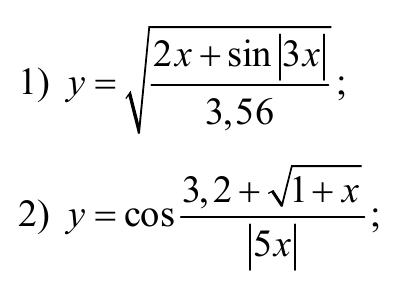 1) y = √((2x + sin|3x|)/(3,56));
2) y = cos((3,2 + √(1 + x))/(|5x|));